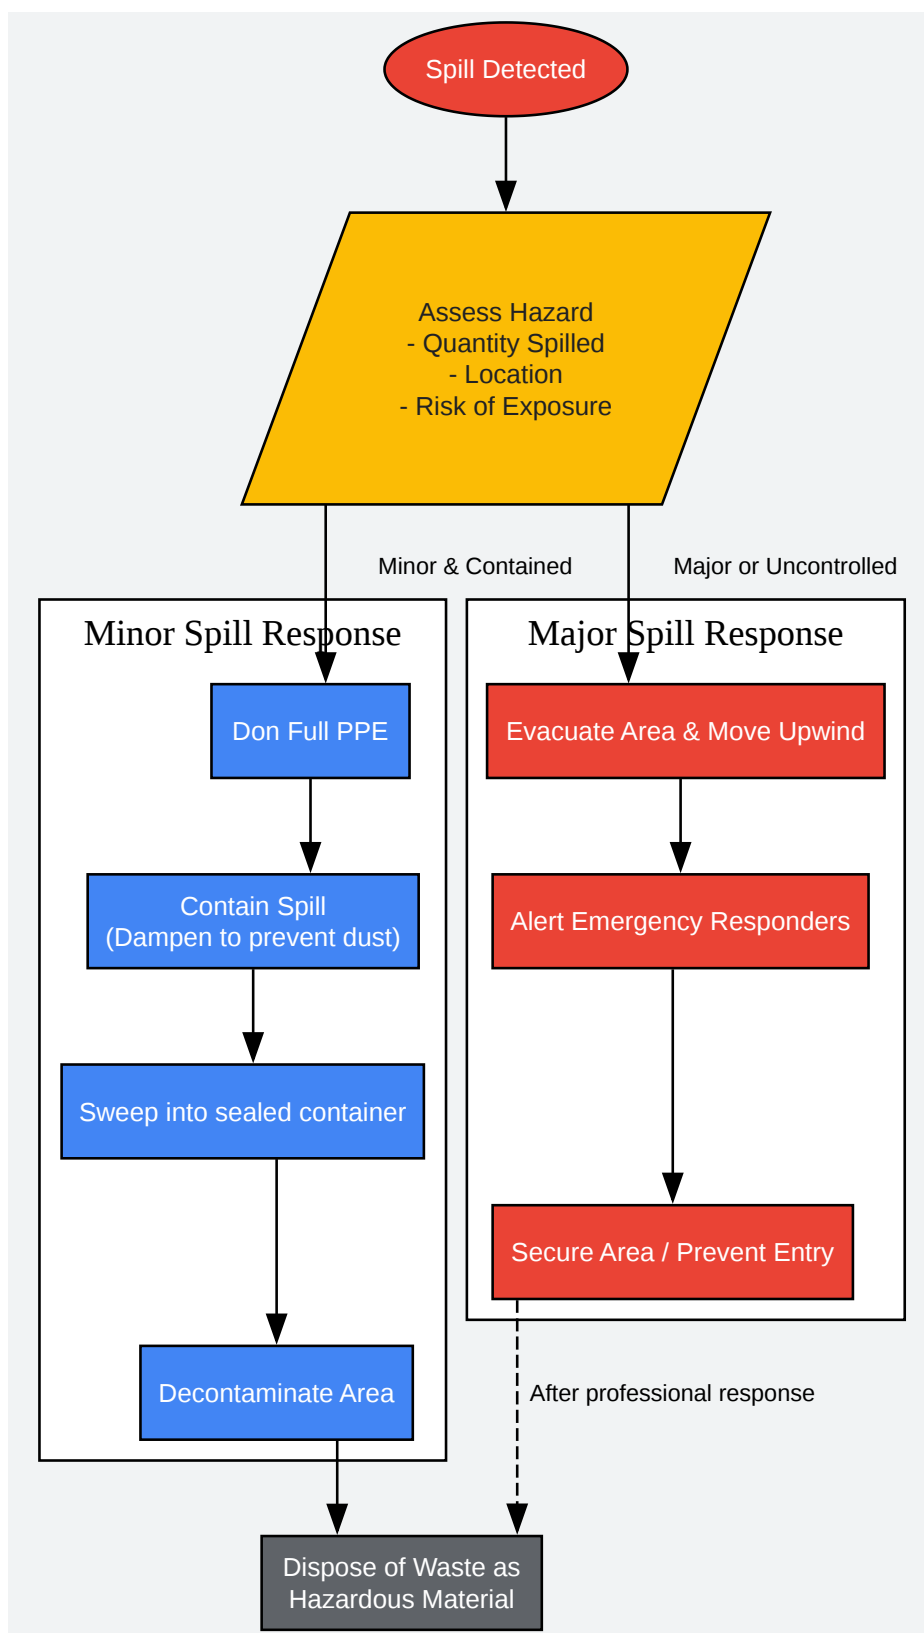 Spill Detected
Assess Hazard
- Quantity Spilled
- Location
- Risk of Exposure
Minor & Contained
Major or Uncontrolled
Minor Spill Response
Don Full PPE
Contain Spill
(Dampen to prevent dust)
Sweep into sealed container
Decontaminate Area
Major Spill Response
Evacuate Area & Move Upwind
Alert Emergency Responders
Secure Area / Prevent Entry
After professional response
Dispose of Waste as
Hazardous Material